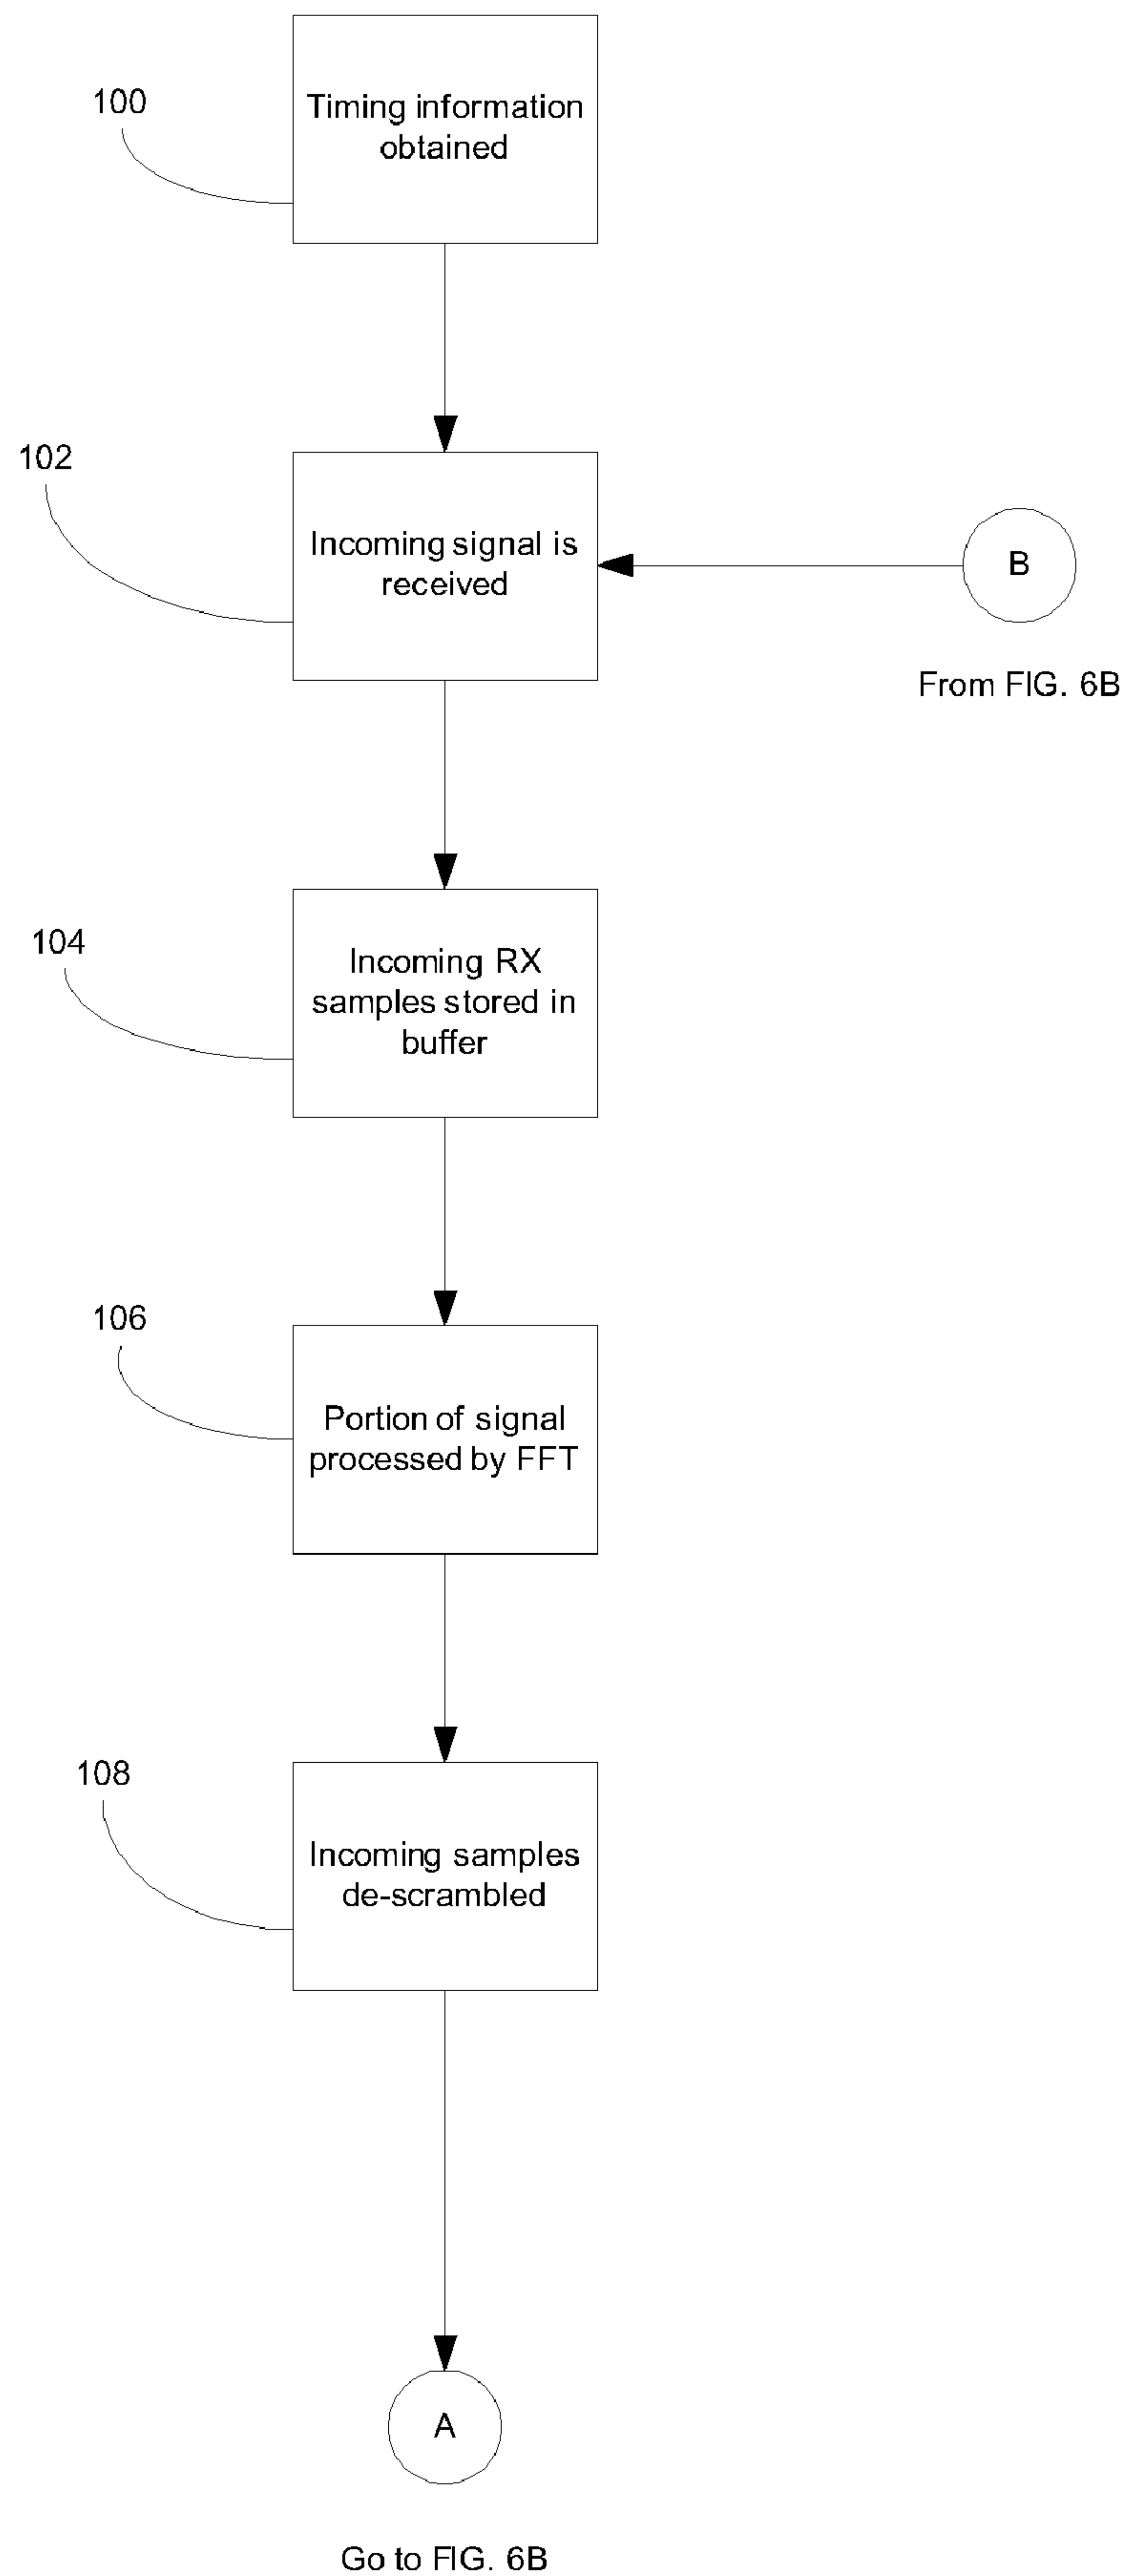 100
Timing information
obtained
102
Incoming signal is
received
B
From FIG. 6B
104
Incoming RX
samples stored in
buffer
106
Portion of signal
processed by FFT
108
Incoming samples
de-scrambled
A
Go to FIG. 6B